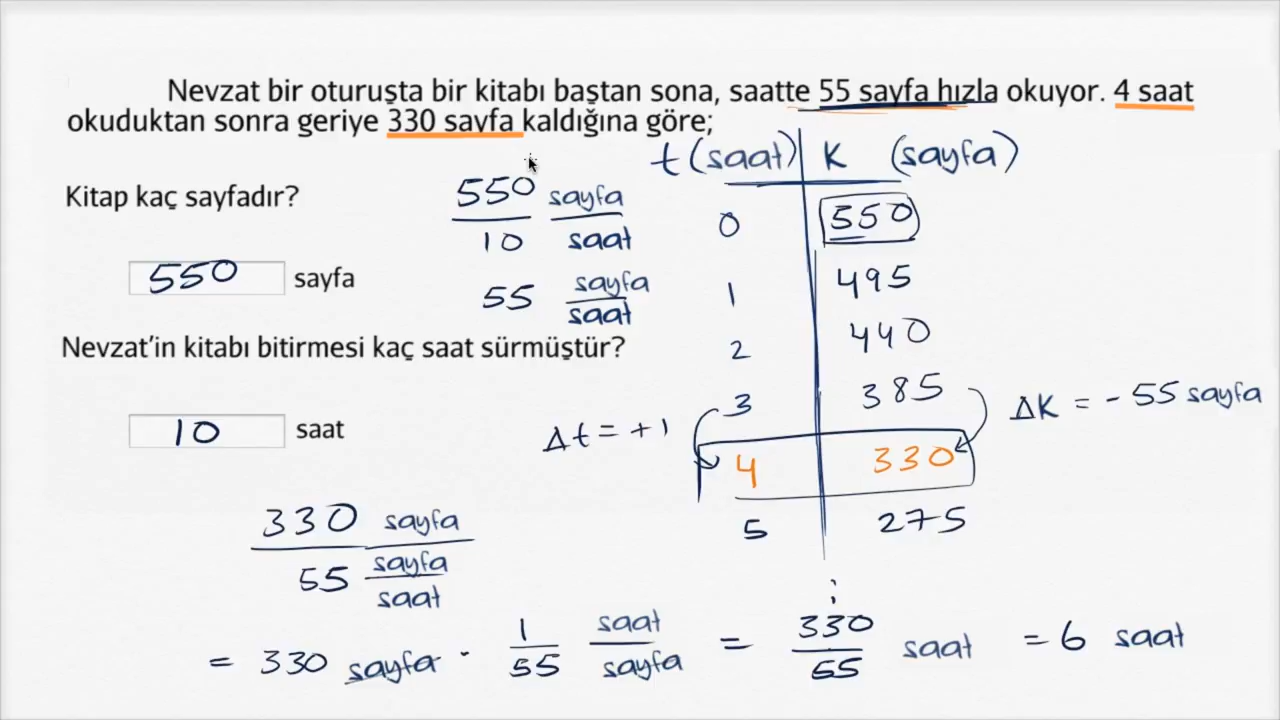 Nevzat bir oturuşta bir kitabı baştan sona, saatte 55 sayfa hızla okuyor. 4 saat
okuduktan sonra geriye 330 sayfa kaldığına göre;
t (saat) K (sayfa)
Kitap kaç sayfadır?
550 sayfa
10 saat
0 550
550 sayfa
55 sayfa
saat
1 495
Nevzat'in kitabı bitirmesi kaç saat sürmüştür?
2 440
3 385
ΔK = - 55 sayfa
10 saat
Δt = +1
4 330
5 275
330 sayfa
55 sayfa
saat
= 330 sayfa · 1 saat = 330 saat = 6 saat
55 sayfa 55